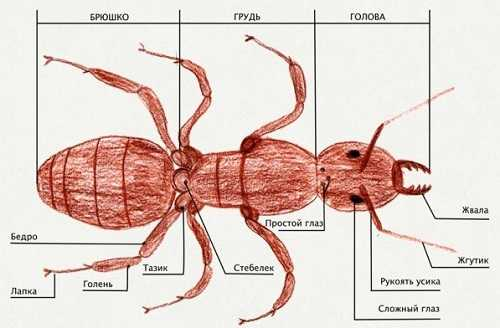 БРЮШКО
ГРУДЬ
ГОЛОВА
Жвала
Простой глаз
Бедро
Жгутик
Тазик
Стебелек
Голень
Рукоять усика
Лапка
Сложный глаз